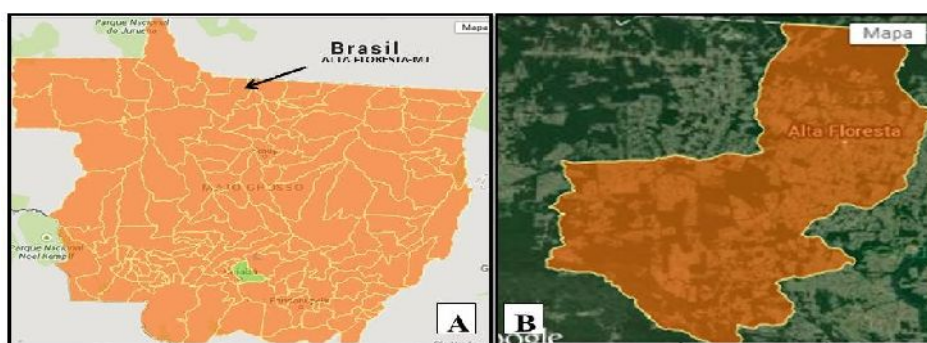 Parque Nacional
do Juruena
Mapa
Brasil
ALTA FLORESTA-MT
MATO GROSSO
Parque Nacional
Noel Kempff
A
Mapa
Alta Floresta
B